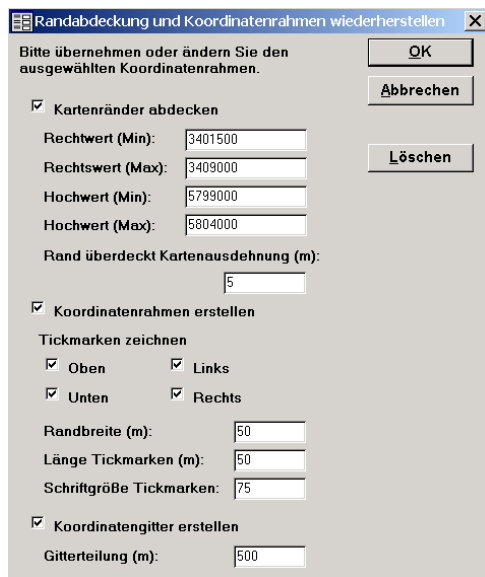 Randabdeckung und Koordinatenrahmen wiederherstellen
Bitte übernehmen oder ändern Sie den
ausgewählten Koordinatenrahmen.
OK
Abbrechen
Löschen
Kartenränder abdecken
Rechtwert (Min): 3401500
Rechtswert (Max): 3409000
Hochwert (Min): 5799000
Hochwert (Max): 5804000
Rand überdeckt Kartenausdehnung (m):
5
Koordinatenrahmen erstellen
Tickmarken zeichnen
Oben Links
Unten Rechts
Randbreite (m): 50
Länge Tickmarken (m): 50
Schriftgröße Tickmarken: 75
Koordinatengitter erstellen
Gitterteilung (m): 500